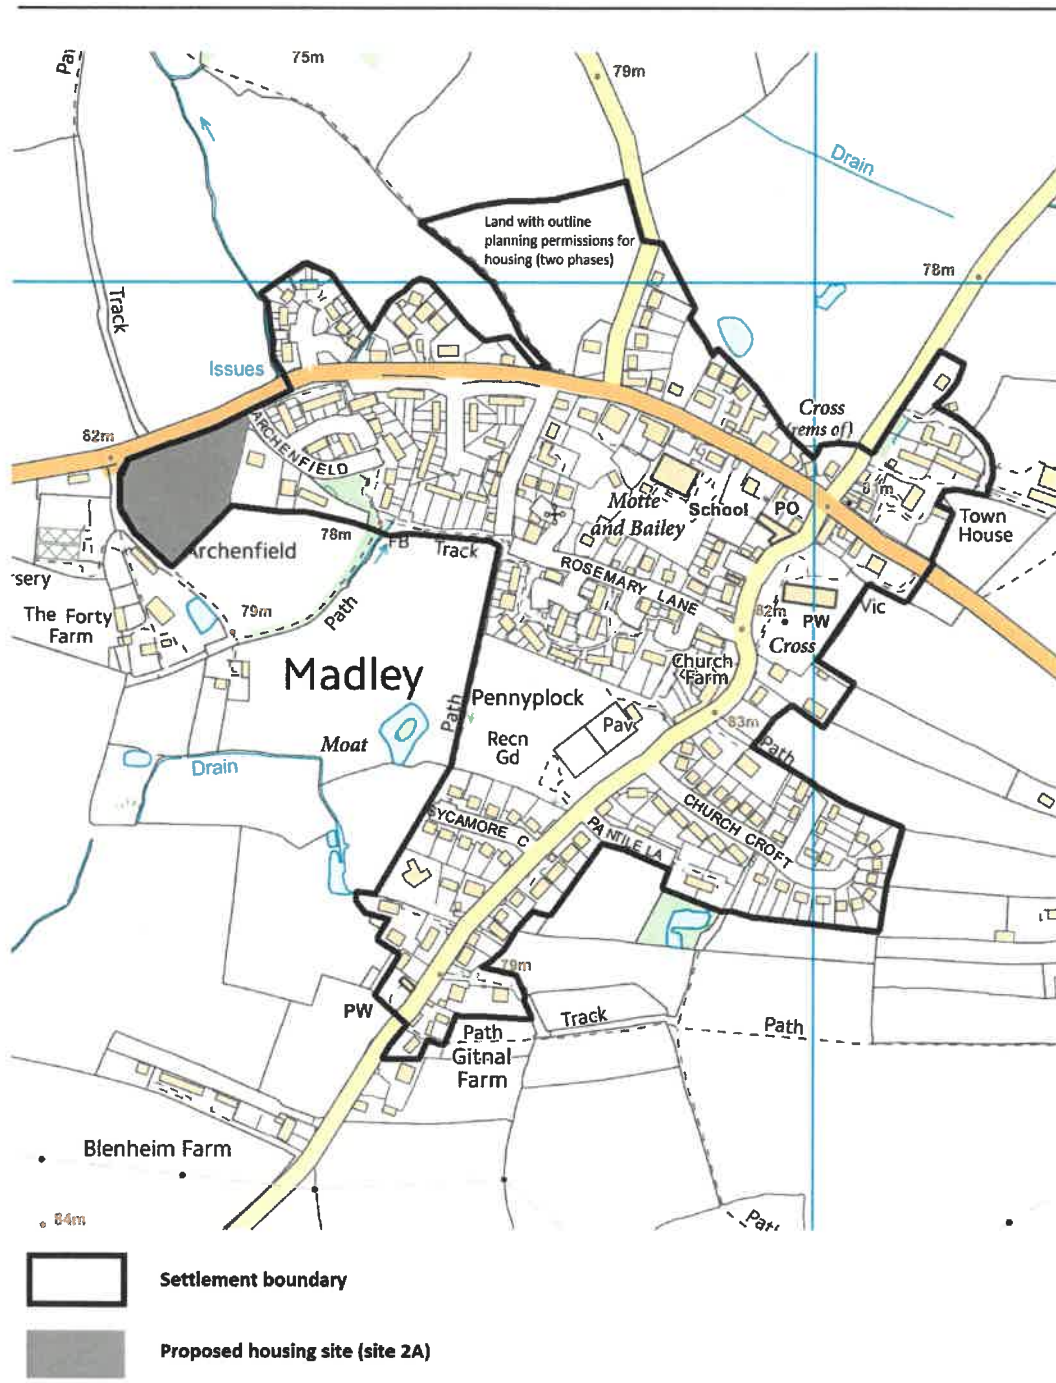 Pat
75m
79m
Drain
Land with outline
planning permissions for
housing (two phases)
78m
Track
Issues
Cross
(rems of)
82m
ARCHENFIELD
81m
Motte
and Bailey
School
PO
Town
House
78m
FB
Track
Archenfield
rsery
ROSEMARY LANE
The Forty
Farm
79m
Path
82m
PW
Vic
Cross
Madley
Church
Farm
Pennyplock
Path
Pav
83m
Moat
Recn
Gd
Path
Drain
SYCAMORE C
PANTILE LA
CHURCH CROFT
79m
PW
Track
Path
Path
Gitnal
Farm
Blenheim Farm
84m
Path
Settlement boundary
Proposed housing site (site 2A)